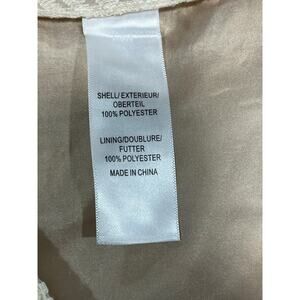 SHELL/EXTERIEUR/
OBERTEIL
100% POLYESTER
LINING/DOUBLURE/
FUTTER
100% POLYESTER
MADE IN CHINA